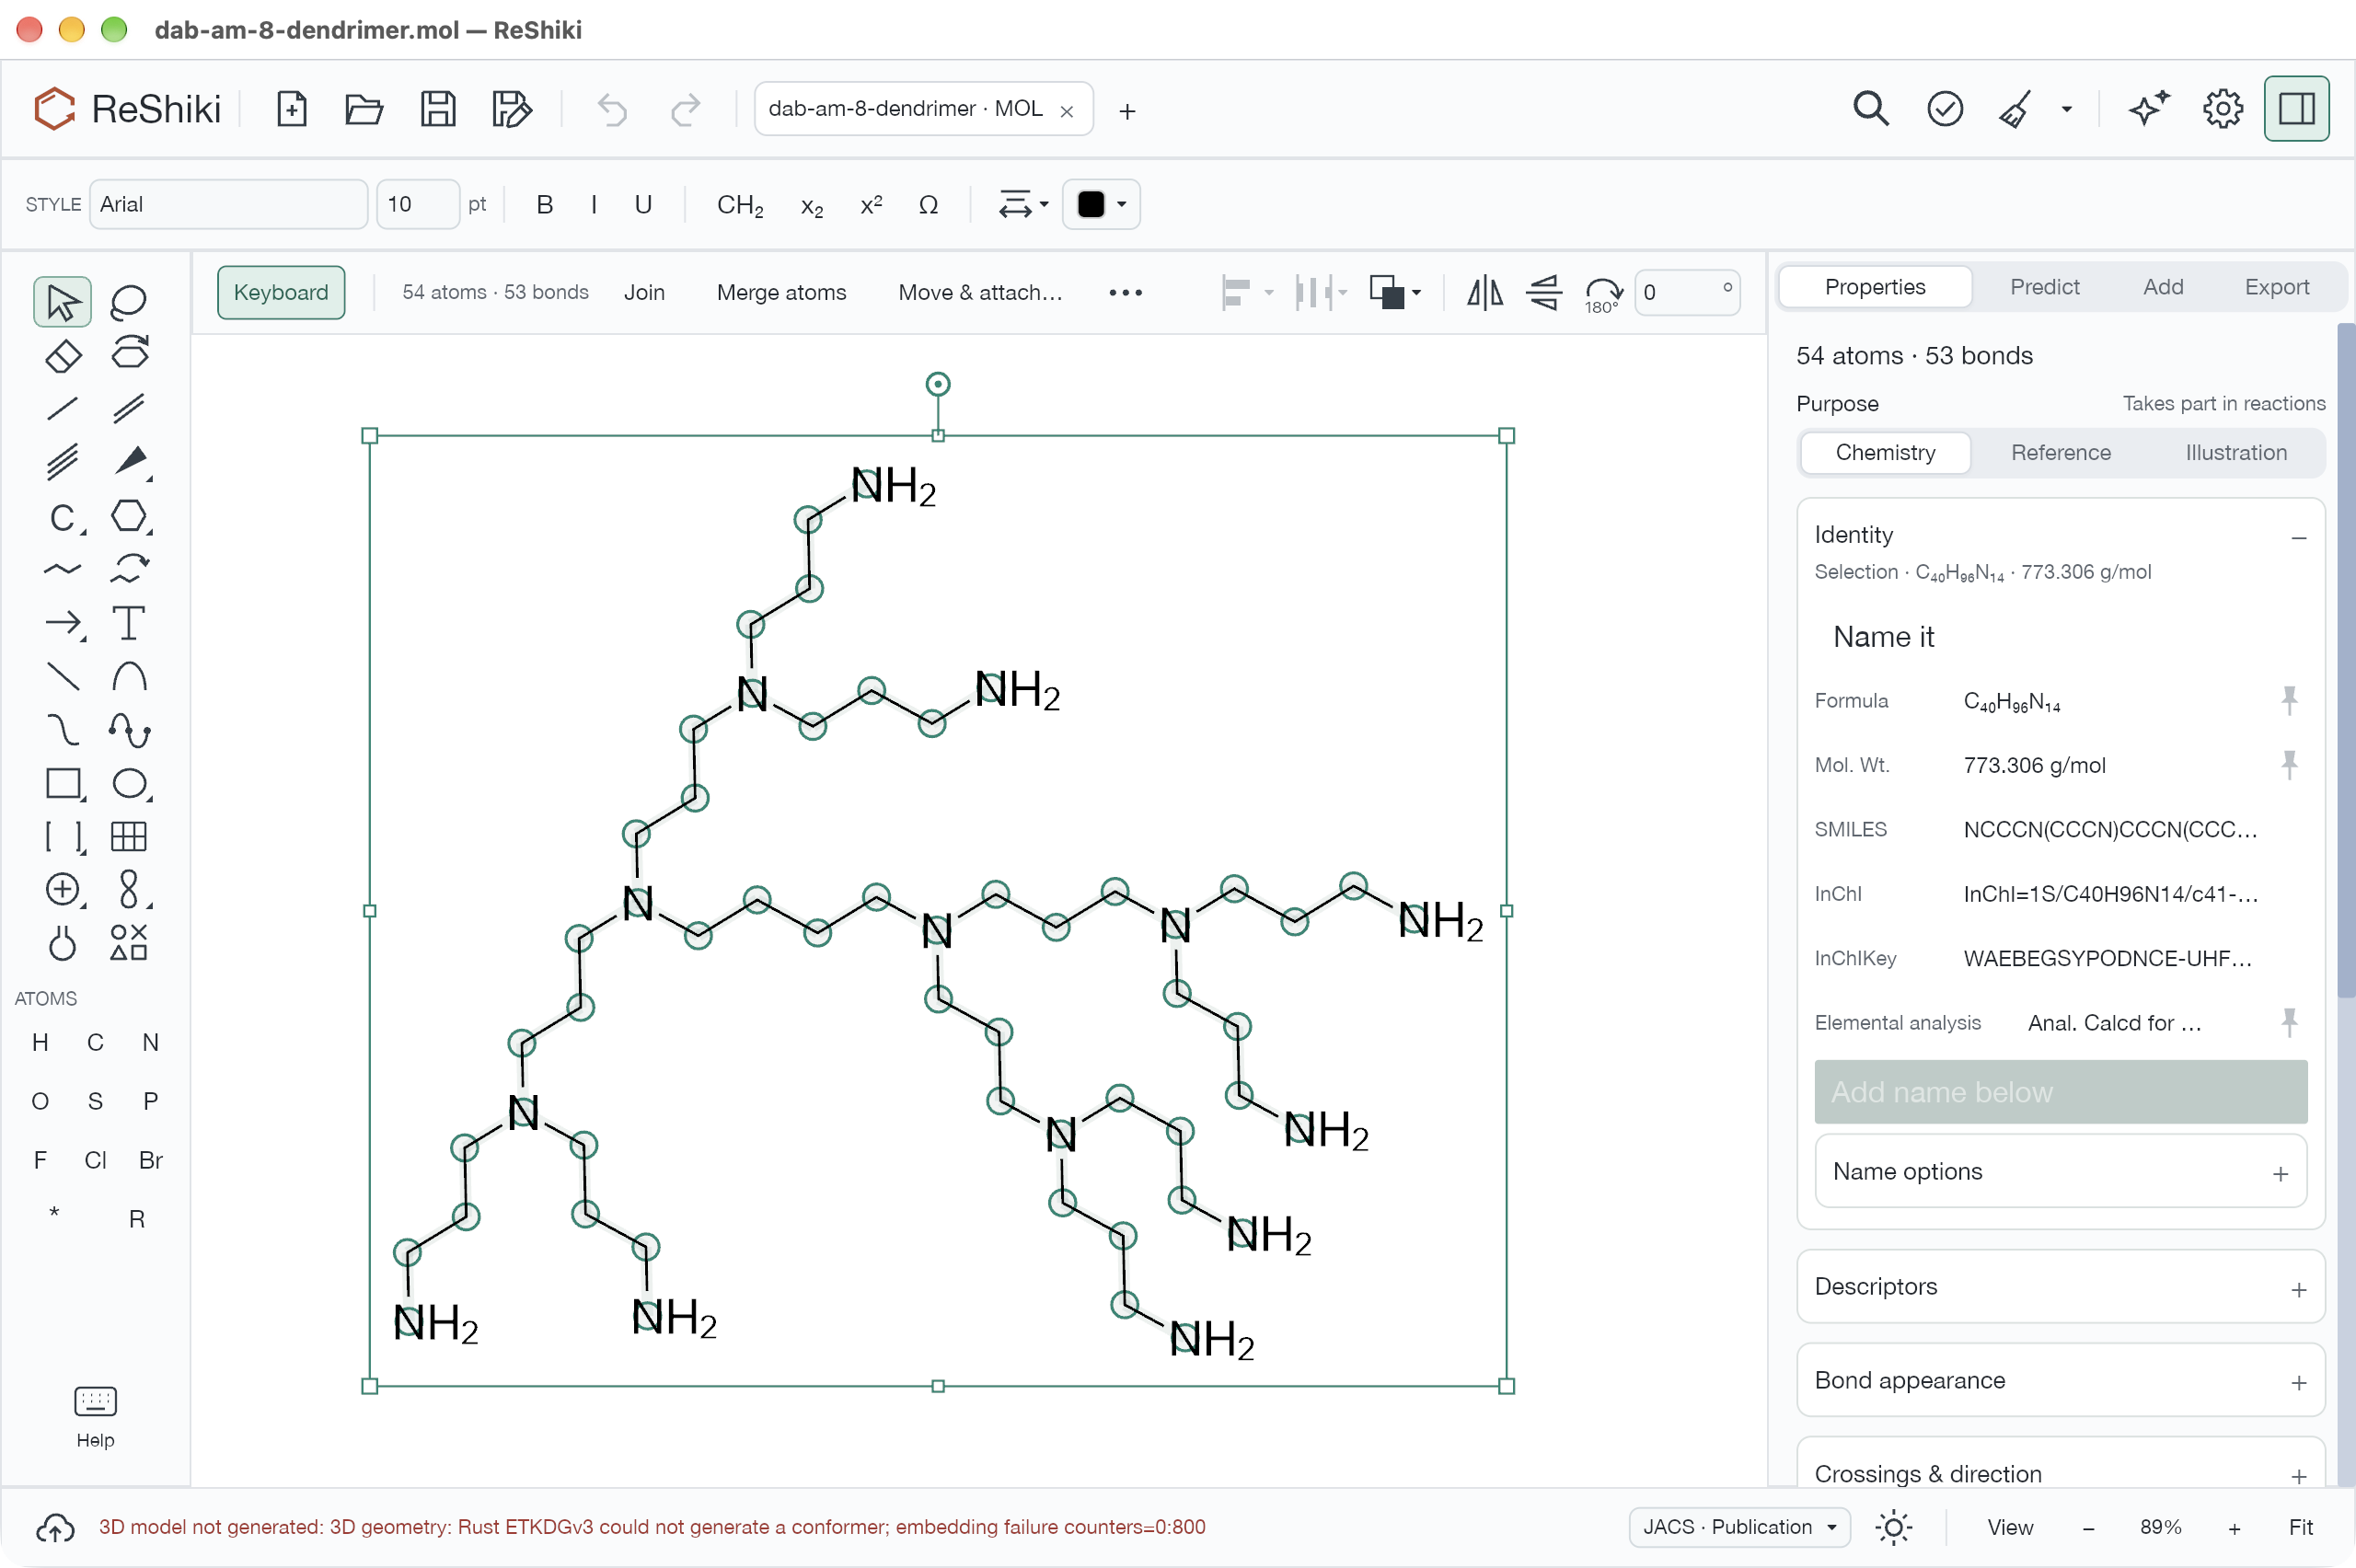 dab-am-8-dendrimer.mol — ReShiki
ReShiki
dab-am-8-dendrimer · MOL ×
+
STYLE
Arial
10
pt
B I U
CH₂ x₂ x² Ω
Keyboard
54 atoms · 53 bonds
Join
Merge atoms
Move & attach...
•••
180°
0 °
Properties
Predict
Add
Export
54 atoms · 53 bonds
Purpose
Takes part in reactions
Chemistry
Reference
Illustration
Identity
Selection · C₄₀H₉₆N₁₄ · 773.306 g/mol
Name it
Formula
C₄₀H₉₆N₁₄
Mol. Wt.
773.306 g/mol
SMILES
NCCCN(CCCN)CCCN(CCC...
InChI
InChI=1S/C40H96N14/c41-...
InChIKey
WAEBEGSYPODNCE-UHF...
Elemental analysis
Anal. Calcd for ...
Add name below
Name options
Descriptors
Bond appearance
Crossings & direction
C
T
[ ]
ATOMS
H C N
O S P
F Cl Br
* R
Help
NH₂
N
NH₂
N
N
N
NH₂
N
N
NH₂
NH₂
NH₂
NH₂
NH₂
3D model not generated: 3D geometry: Rust ETKDGv3 could not generate a conformer; embedding failure counters=0:800
JACS · Publication
View
−
89%
+
Fit